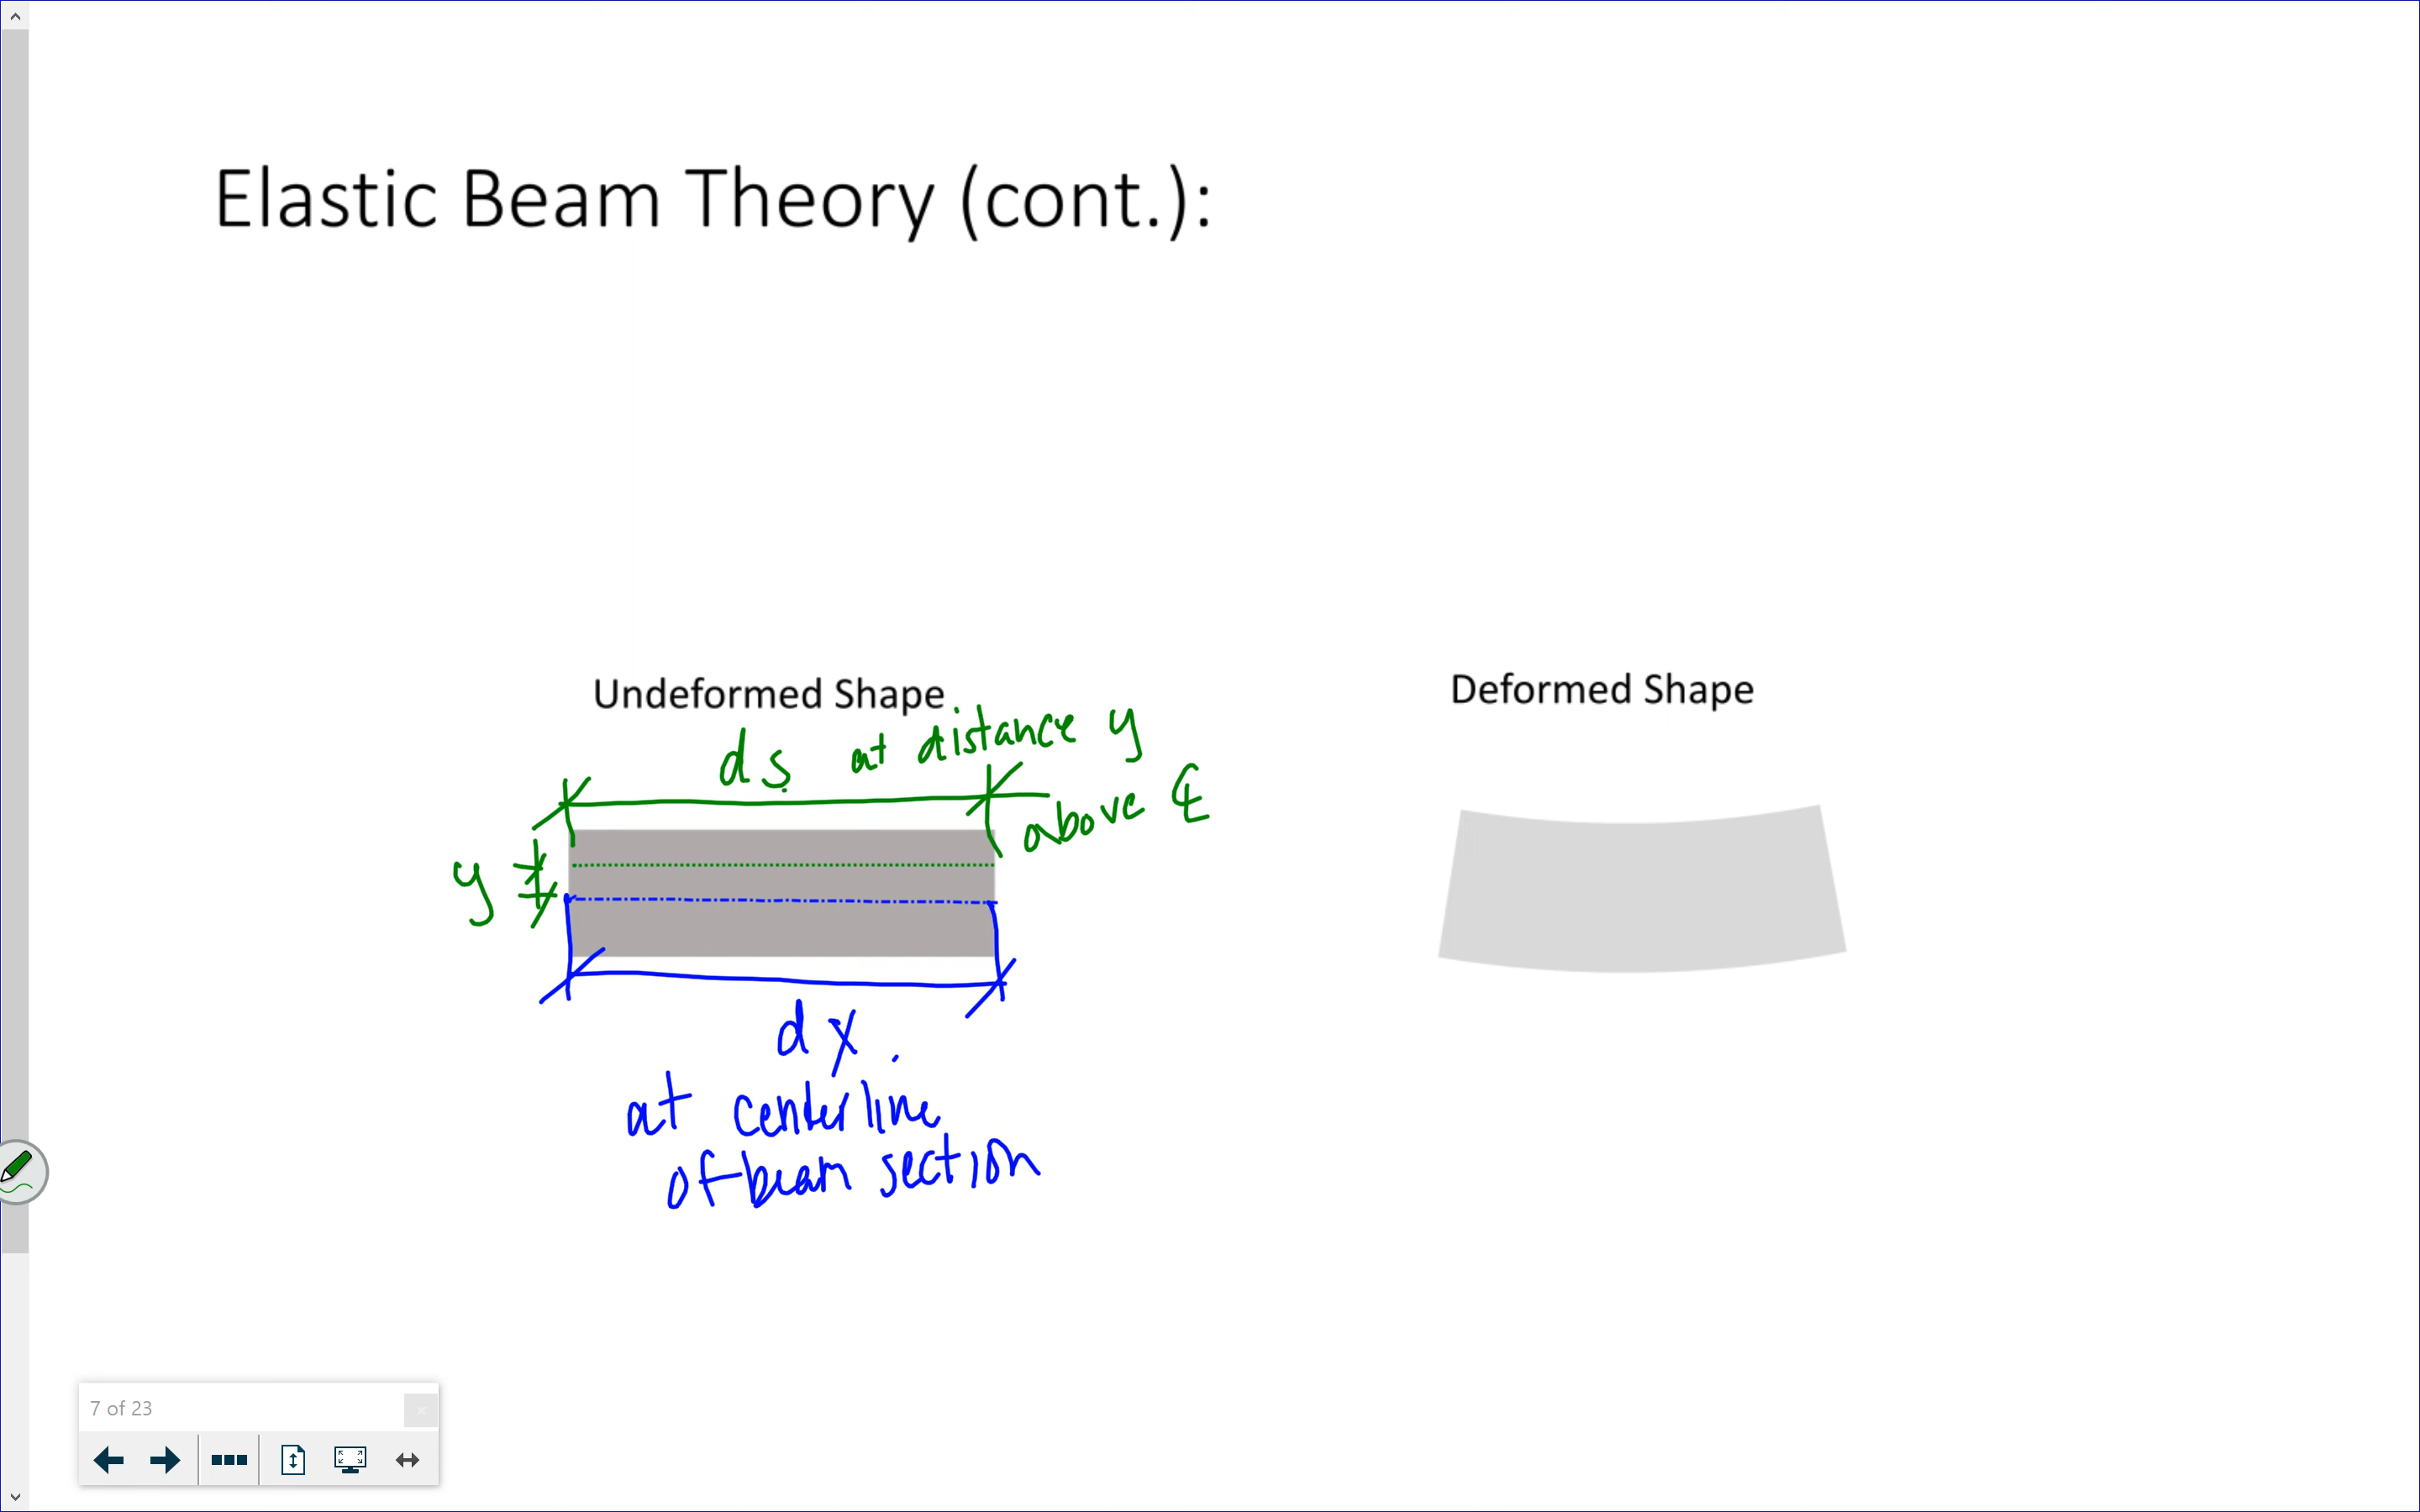 Elastic Beam Theory (cont.):
Undeformed Shape
Deformed Shape
ds at distance y
above ℄
y
dx
at centerline
of beam section
7 of 23